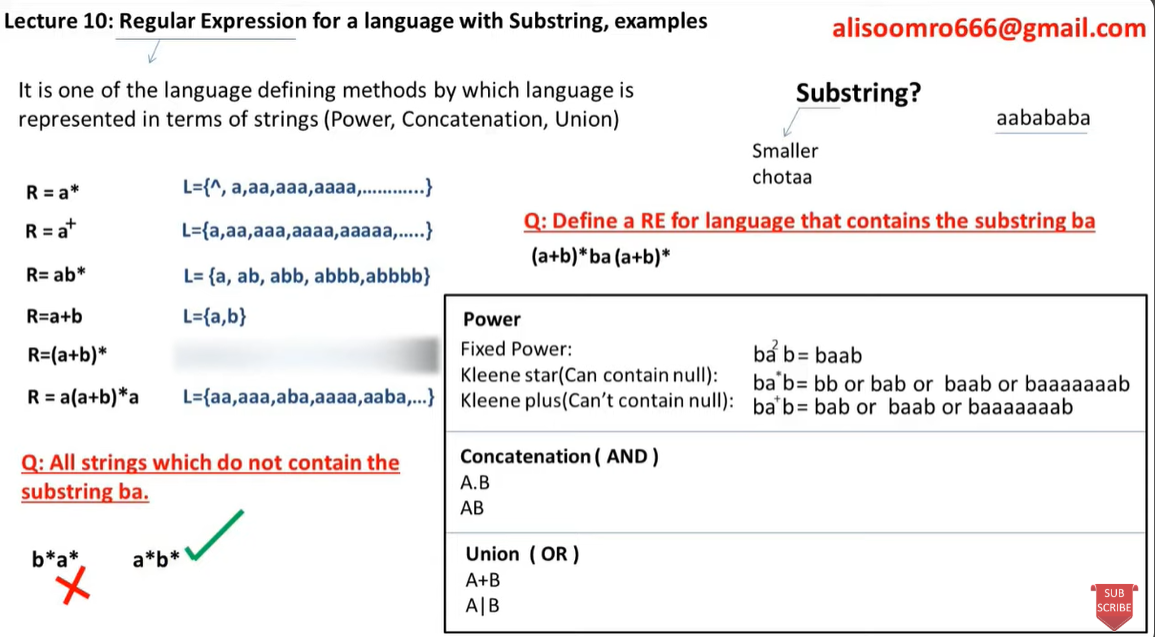 Lecture 10: Regular Expression for a language with Substring, examples
alisoomro666@gmail.com
It is one of the language defining methods by which language is
represented in terms of strings (Power, Concatenation, Union)
Substring?
aabababa
Smaller
chotaa
R = a* L={^, a,aa,aaa,aaaa,............}
R = a⁺ L={a,aa,aaa,aaaa,aaaaa,.....}
R= ab* L= {a, ab, abb, abbb,abbbb}
R=a+b L={a,b}
R=(a+b)*
R = a(a+b)*a L={aa,aaa,aba,aaaa,aaba,...}
Q: Define a RE for language that contains the substring ba
(a+b)*ba(a+b)*
Q: All strings which do not contain the
substring ba.
b*a* a*b*
Power
Fixed Power: ba²b= baab
Kleene star(Can contain null): ba*b= bb or bab or baab or baaaaaaab
Kleene plus(Can’t contain null): ba⁺b= bab or baab or baaaaaaab
Concatenation ( AND )
A.B
AB
Union ( OR )
A+B
A|B
SUB
SCRIBE